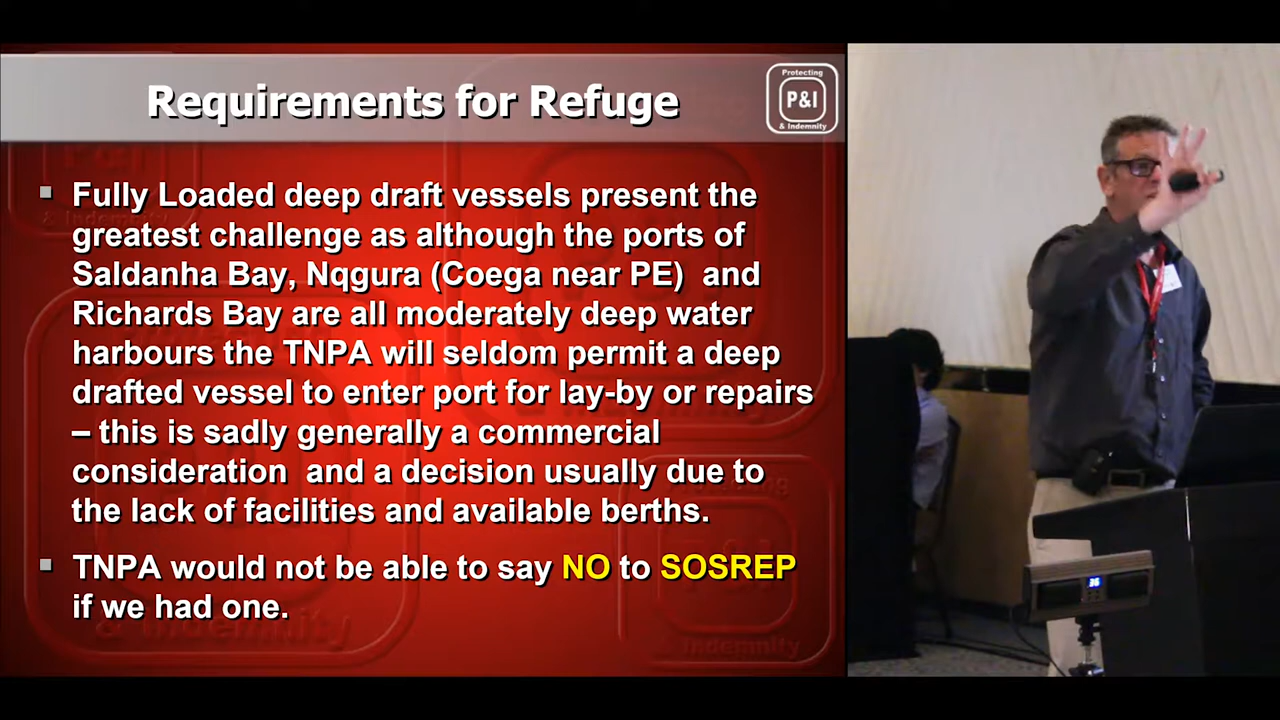 Requirements for Refuge
Protecting
P&I
& Indemnity
Fully Loaded deep draft vessels present the
greatest challenge as although the ports of
Saldanha Bay, Nqgura (Coega near PE) and
Richards Bay are all moderately deep water
harbours the TNPA will seldom permit a deep
drafted vessel to enter port for lay-by or repairs
– this is sadly generally a commercial
consideration and a decision usually due to
the lack of facilities and available berths.
TNPA would not be able to say NO to SOSREP
if we had one.
36